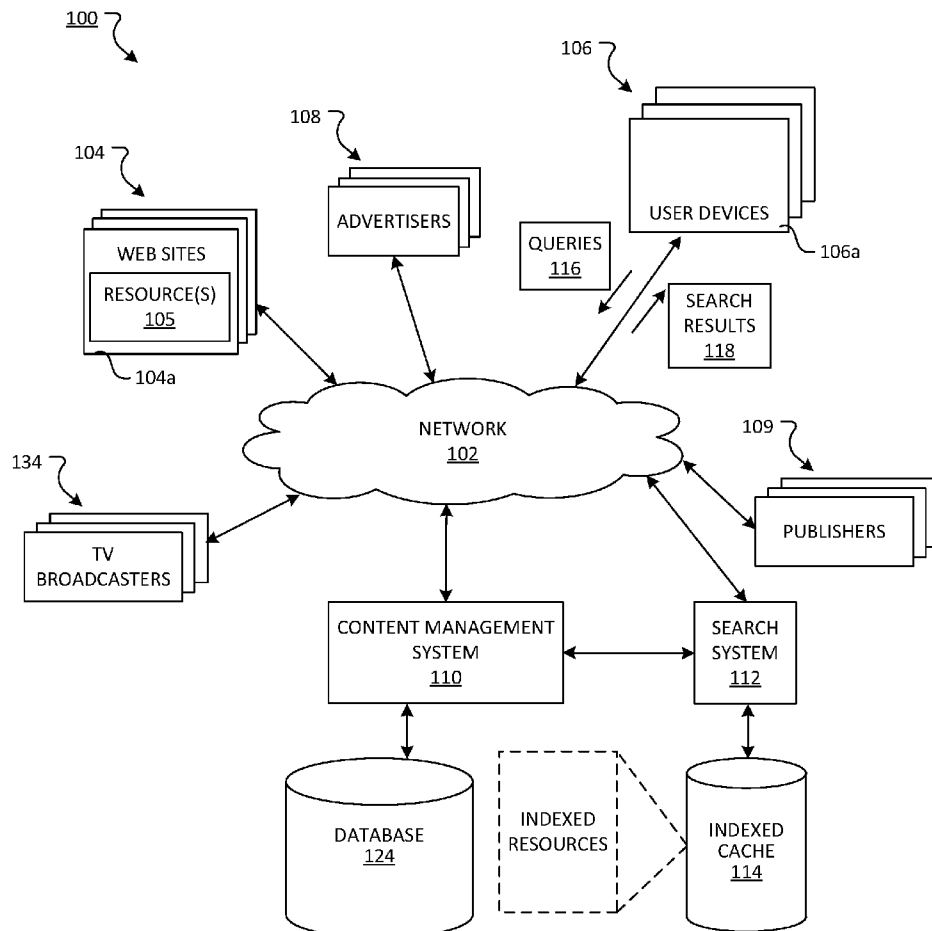 100
106
108
104
ADVERTISERS
USER DEVICES
106a
QUERIES
116
WEB SITES
RESOURCE(S)
105
104a
SEARCH
RESULTS
118
NETWORK
102
134
109
TV
BROADCASTERS
PUBLISHERS
CONTENT MANAGEMENT
SYSTEM
110
SEARCH
SYSTEM
112
DATABASE
124
INDEXED
RESOURCES
INDEXED
CACHE
114